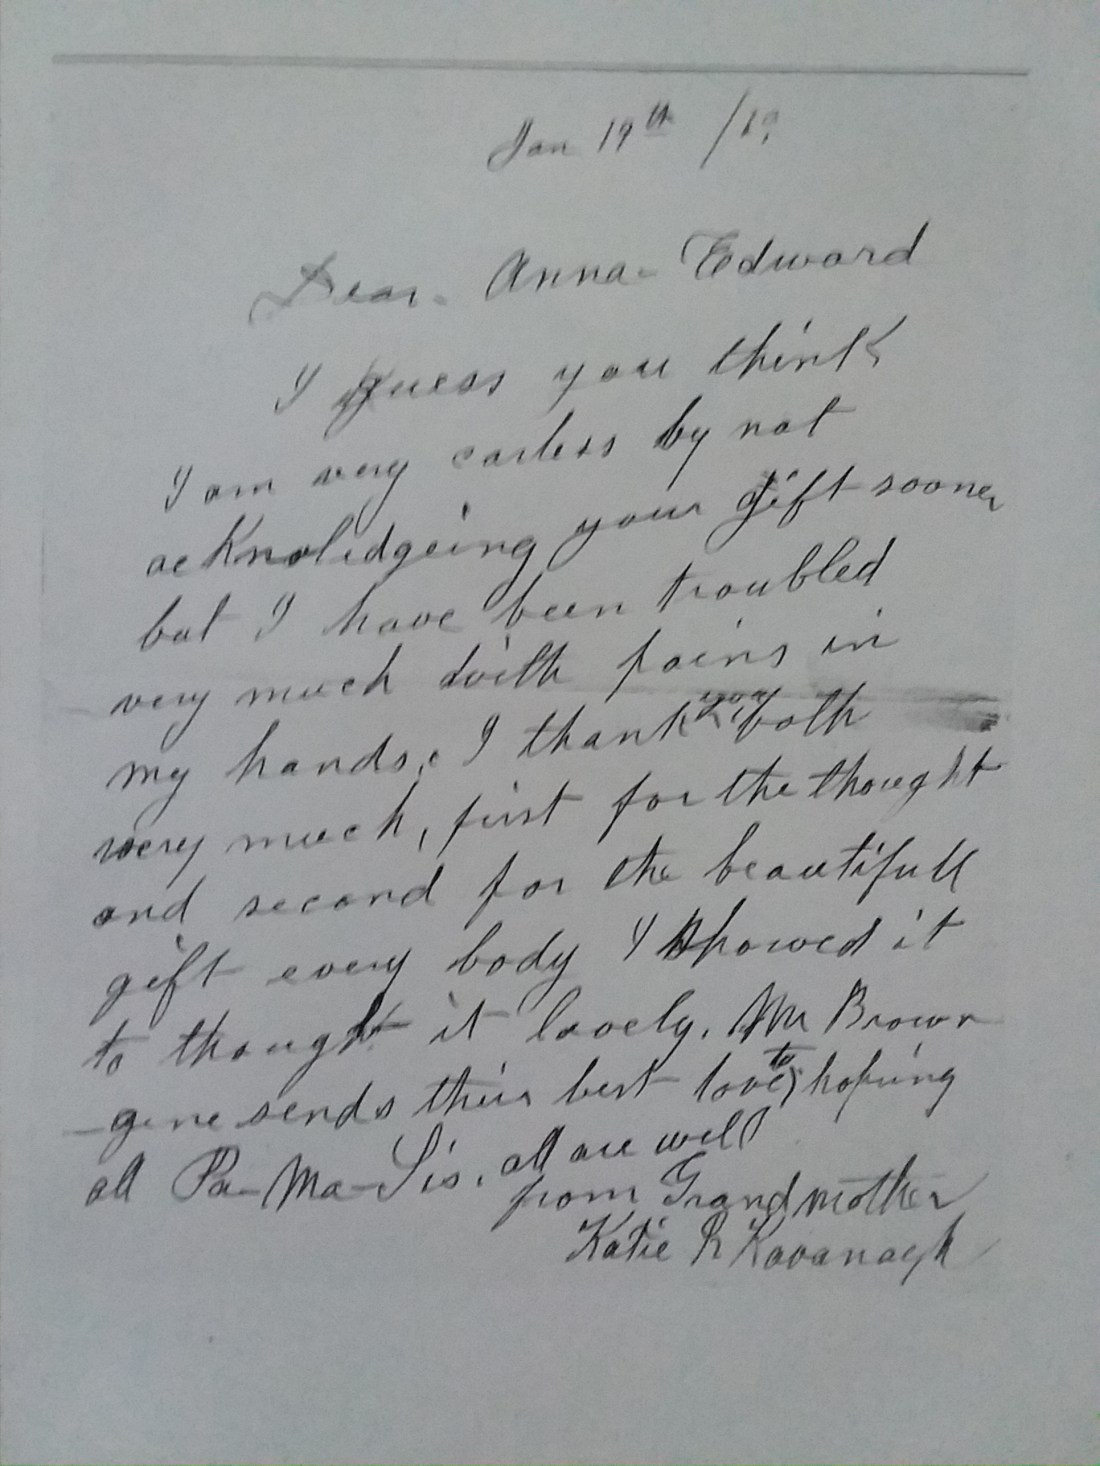 Jan 19th /19
Dear. Anna - Edward
I guess you think
I am very carless by not
acknolidgeing your gift sooner
but I have been troubled
very much with pains in
my hands. I thank you both
very much, first for the thought
and second for the beautifull
gift every body I showed it
to thought it lovely. Mr Brown
gene sends their best love, to hoping
all Pa - Ma - Sis. all are well
from Grandmother
Katie R Kavanagh